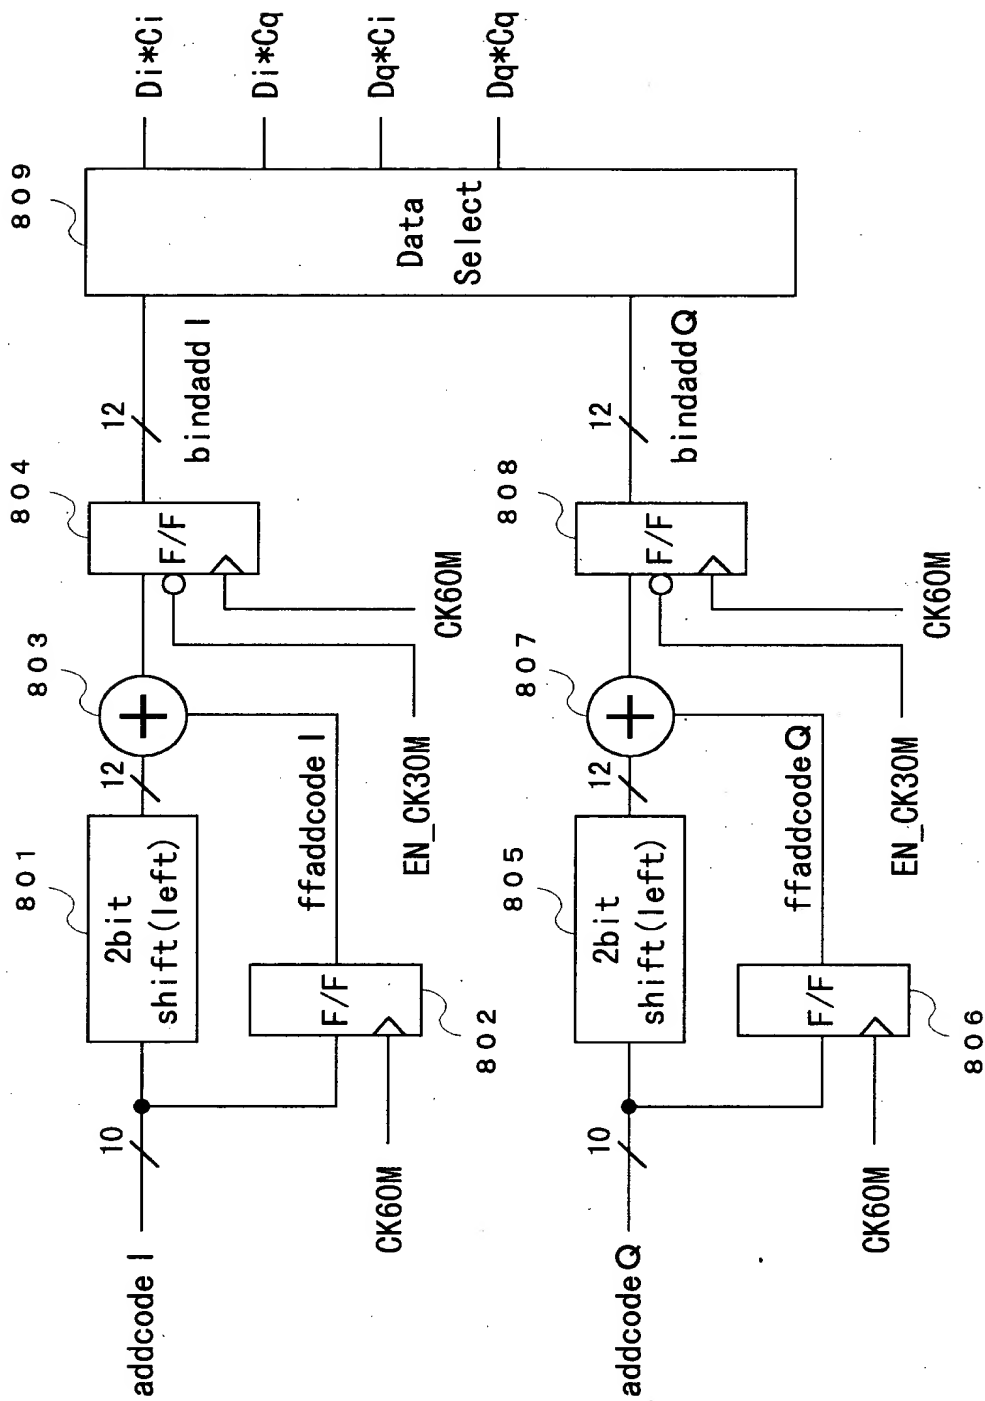 addcode I
10
801
2bit
shift(left)
12
803
804
F/F
12
bindadd I
809
Data
Select
Di*Ci
Di*Cq
Dq*Ci
Dq*Cq
CK60M
F/F
802
ffaddcode I
EN_CK30M
CK60M
addcode Q
10
805
2bit
shift(left)
12
807
808
F/F
12
bindadd Q
CK60M
F/F
806
ffaddcode Q
EN_CK30M
CK60M